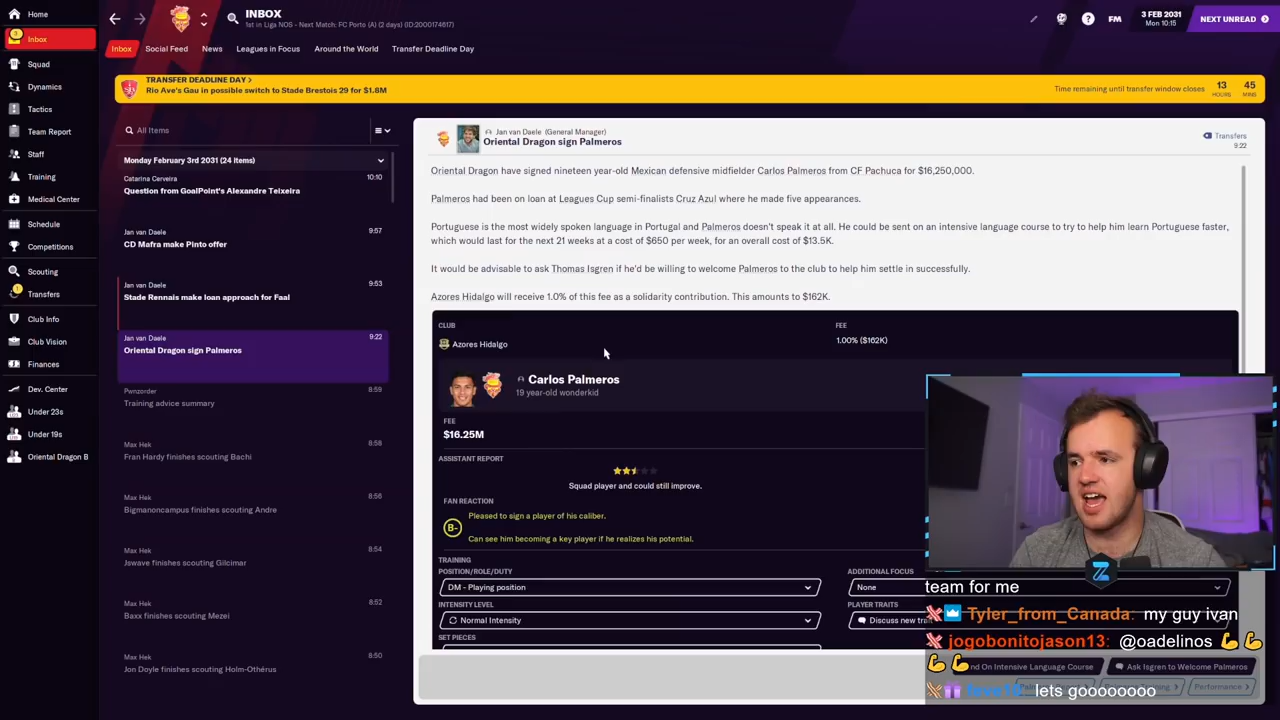 Home
INBOX
1st in Liga NOS - Next Match: FC Porto (A) (2 days) (ID:2000174617)
FM
3 FEB 2031
Mon 10:15
NEXT UNREAD
Inbox
Inbox
Social Feed
News
Leagues in Focus
Around the World
Transfer Deadline Day
Squad
Dynamics
Tactics
Team Report
Staff
Training
Medical Center
Schedule
Competitions
Scouting
Transfers
Club Info
Club Vision
Finances
Dev. Center
Under 23s
Under 19s
Oriental Dragon B
TRANSFER DEADLINE DAY >
Rio Ave's Gau in possible switch to Stade Brestois 29 for $1.8M
Time remaining until transfer window closes
13
HOURS
45
MINS
All Items
Monday February 3rd 2031 (24 items)
Catarina Cerveira
10:10
Question from GoalPoint's Alexandre Teixeira
Jan van Daele
9:57
CD Mafra make Pinto offer
Jan van Daele
9:53
Stade Rennais make loan approach for Faal
Jan van Daele
9:22
Oriental Dragon sign Palmeros
Pwnzorder
8:59
Training advice summary
Max Hek
8:58
Fran Hardy finishes scouting Bachi
Max Hek
8:56
Bigmanoncampus finishes scouting Andre
Max Hek
8:54
Jswave finishes scouting Gilcimar
Max Hek
8:52
Baxx finishes scouting Mezei
Max Hek
8:50
Jon Doyle finishes scouting Holm-Othérus
Jan van Daele (General Manager)
Oriental Dragon sign Palmeros
Transfers
9:22
Oriental Dragon have signed nineteen year-old Mexican defensive midfielder Carlos Palmeros from CF Pachuca for $16,250,000.
Palmeros had been on loan at Leagues Cup semi-finalists Cruz Azul where he made five appearances.
Portuguese is the most widely spoken language in Portugal and Palmeros doesn't speak it at all. He could be sent on an intensive language course to try to help him learn Portuguese faster,
which would last for the next 21 weeks at a cost of $650 per week, for an overall cost of $13.5K.
It would be advisable to ask Thomas Isgren if he'd be willing to welcome Palmeros to the club to help him settle in successfully.
Azores Hidalgo will receive 1.0% of this fee as a solidarity contribution. This amounts to $162K.
CLUB
FEE
Azores Hidalgo
1.00% ($162K)
Carlos Palmeros
19 year-old wonderkid
FEE
$16.25M
ASSISTANT REPORT
Squad player and could still improve.
FAN REACTION
B-
Pleased to sign a player of his caliber.
Can see him becoming a key player if he realizes his potential.
TRAINING
POSITION/ROLE/DUTY
DM - Playing position
ADDITIONAL FOCUS
None
INTENSITY LEVEL
Normal Intensity
PLAYER TRAITS
Discuss new trai
SET PIECES
team for me
Tyler_from_Canada: my guy ivan
jogobonitojason13: @oadelinos
nd On Intensive Language Course
Ask Isgren to Welcome Palmeros
Performance >
lets goooooooo